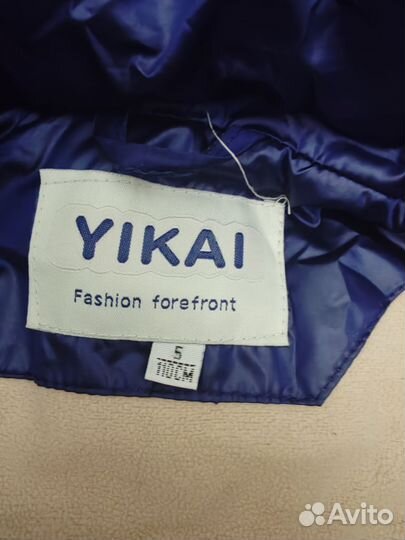 YIKAI
Fashion forefront
5
110CM
Avito